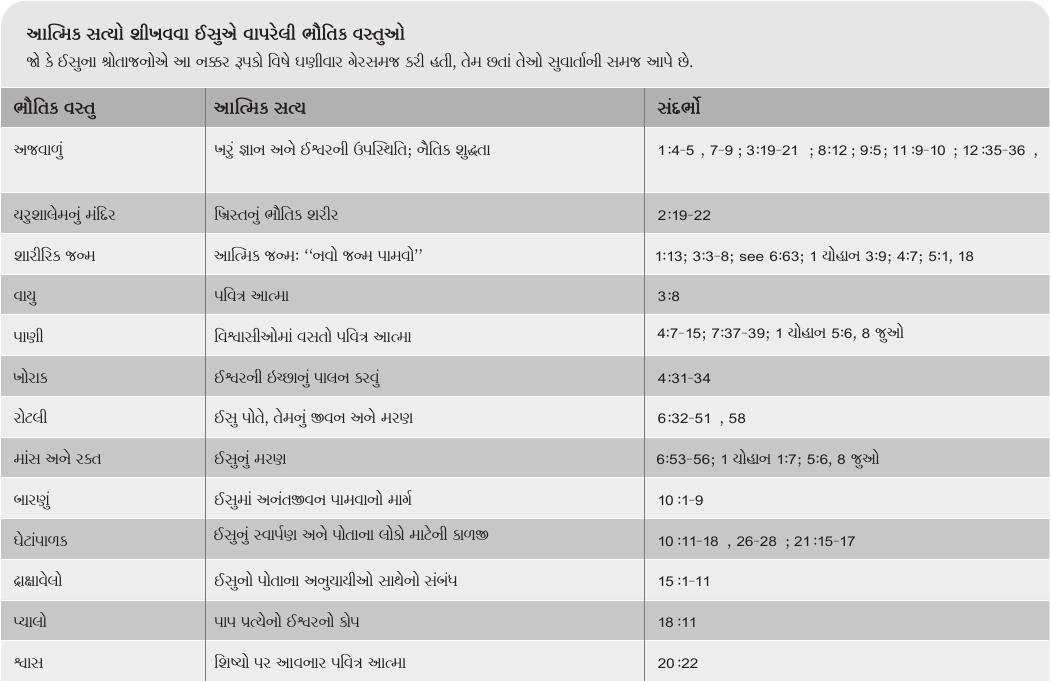 આત્મિક સત્યો શીખવવા ઈસુએ વાપરેલી ભૌતિક વસ્તુઓ
જો કે ઈસુના શ્રોતાજનોએ આ નક્કર રૂપકો વિષે ઘણીવાર ગેરસમજ કરી હતી, તેમ છતાં તેઓ સુવાર્તાની સમજ આપે છે.
ભૌતિક વસ્તુ આત્મિક સત્ય સંદર્ભો
અજવાળું ખરું જ્ઞાન અને ઈશ્વરની ઉપસ્થિતિ; નૈતિક શુદ્ધતા 1:4-5 , 7-9 ; 3:19-21 ; 8:12 ; 9:5 ; 11:9-10 ; 12:35-36 ,
યરુશાલેમનું મંદિર ખ્રિસ્તનું ભૌતિક શરીર 2:19-22
શારીરિક જન્મ આત્મિક જન્મઃ ‘‘નવો જન્મ પામવો’’ 1:13; 3:3-8; see 6:63; 1 યોહાન 3:9; 4:7; 5:1, 18
વાયુ પવિત્ર આત્મા 3:8
પાણી વિશ્વાસીઓમાં વસતો પવિત્ર આત્મા 4:7-15; 7:37-39; 1 યોહાન 5:6, 8 જુઓ
ખોરાક ઈશ્વરની ઇચ્છાનું પાલન કરવું 4:31-34
રોટલી ઈસુ પોતે, તેમનું જીવન અને મરણ 6:32-51 , 58
માંસ અને રક્ત ઈસુનું મરણ 6:53-56; 1 યોહાન 1:7; 5:6, 8 જુઓ
બારણું ઈસુમાં અનંતજીવન પામવાનો માર્ગ 10:1-9
ઘેટાંપાળક ઈસુનું સ્વાર્પણ અને પોતાના લોકો માટેની કાળજી 10:11-18 , 26-28 ; 21:15-17
દ્રાક્ષાવેલો ઈસુનો પોતાના અનુયાયીઓ સાથેનો સંબંધ 15:1-11
પ્યાલો પાપ પ્રત્યેનો ઈશ્વરનો કોપ 18:11
શ્વાસ શિષ્યો પર આવનાર પવિત્ર આત્મા 20:22